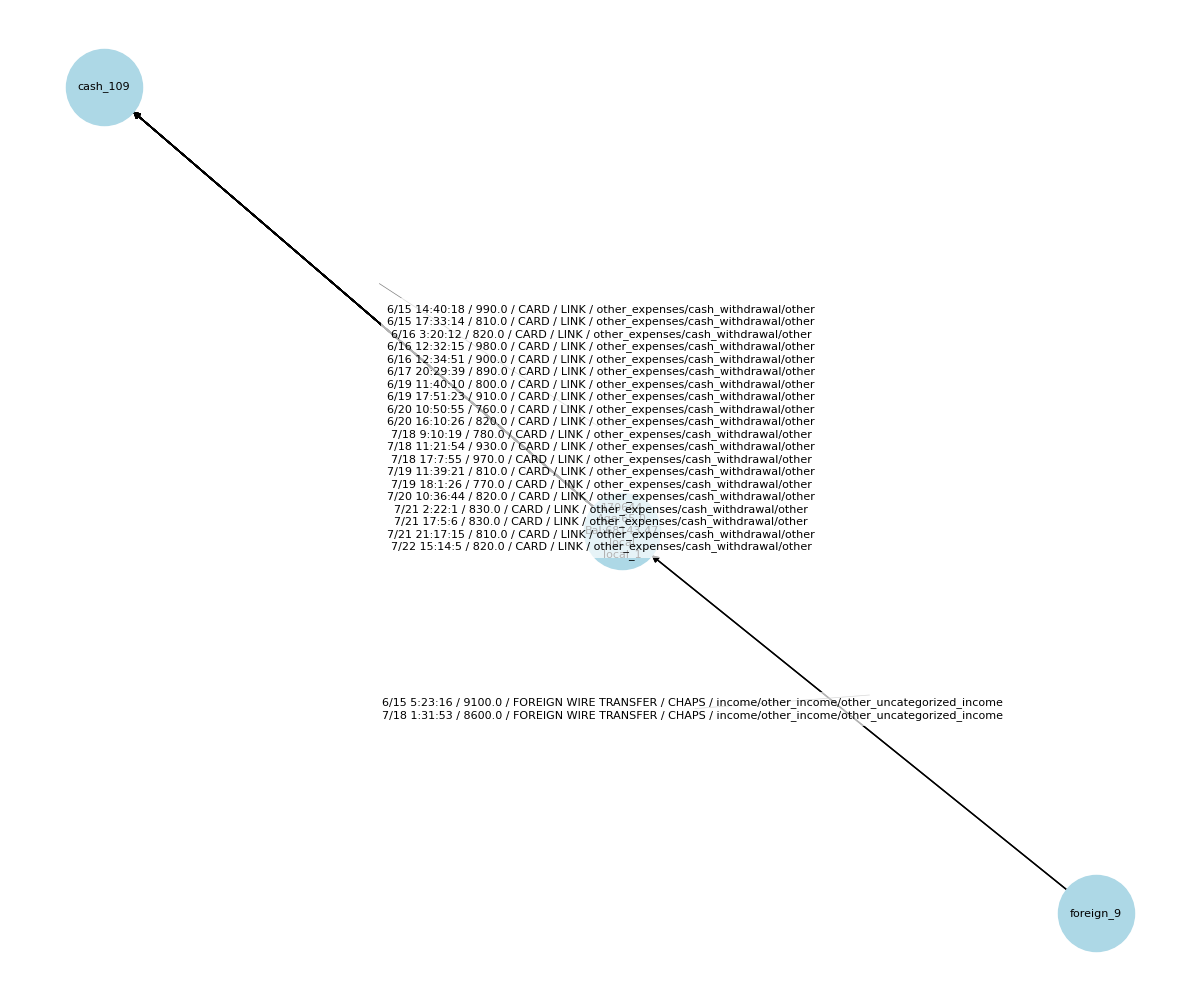 cash_109
6/15 14:40:18 / 990.0 / CARD / LINK / other_expenses/cash_withdrawal/other
6/15 17:33:14 / 810.0 / CARD / LINK / other_expenses/cash_withdrawal/other
6/16 3:20:12 / 820.0 / CARD / LINK / other_expenses/cash_withdrawal/other
6/16 12:32:15 / 980.0 / CARD / LINK / other_expenses/cash_withdrawal/other
6/16 12:34:51 / 900.0 / CARD / LINK / other_expenses/cash_withdrawal/other
6/17 20:29:39 / 890.0 / CARD / LINK / other_expenses/cash_withdrawal/other
6/19 11:40:10 / 800.0 / CARD / LINK / other_expenses/cash_withdrawal/other
6/19 17:51:23 / 910.0 / CARD / LINK / other_expenses/cash_withdrawal/other
6/20 10:50:55 / 760.0 / CARD / LINK / other_expenses/cash_withdrawal/other
6/20 16:10:26 / 820.0 / CARD / LINK / other_expenses/cash_withdrawal/other
7/18 9:10:19 / 780.0 / CARD / LINK / other_expenses/cash_withdrawal/other
7/18 11:21:54 / 930.0 / CARD / LINK / other_expenses/cash_withdrawal/other
7/18 17:7:55 / 970.0 / CARD / LINK / other_expenses/cash_withdrawal/other
7/19 11:39:21 / 810.0 / CARD / LINK / other_expenses/cash_withdrawal/other
7/19 18:1:26 / 770.0 / CARD / LINK / other_expenses/cash_withdrawal/other
7/20 10:36:44 / 820.0 / CARD / LINK / other_expenses/cash_withdrawal/other
7/21 2:22:1 / 830.0 / CARD / LINK / other_expenses/cash_withdrawal/other
7/21 17:5:6 / 830.0 / CARD / LINK / other_expenses/cash_withdrawal/other
7/21 21:17:15 / 810.0 / CARD / LINK / other_expenses/cash_withdrawal/other
7/22 15:14:5 / 820.0 / CARD / LINK / other_expenses/cash_withdrawal/other
local_1
6/15 5:23:16 / 9100.0 / FOREIGN WIRE TRANSFER / CHAPS / income/other_income/other_uncategorized_income
7/18 1:31:53 / 8600.0 / FOREIGN WIRE TRANSFER / CHAPS / income/other_income/other_uncategorized_income
foreign_9